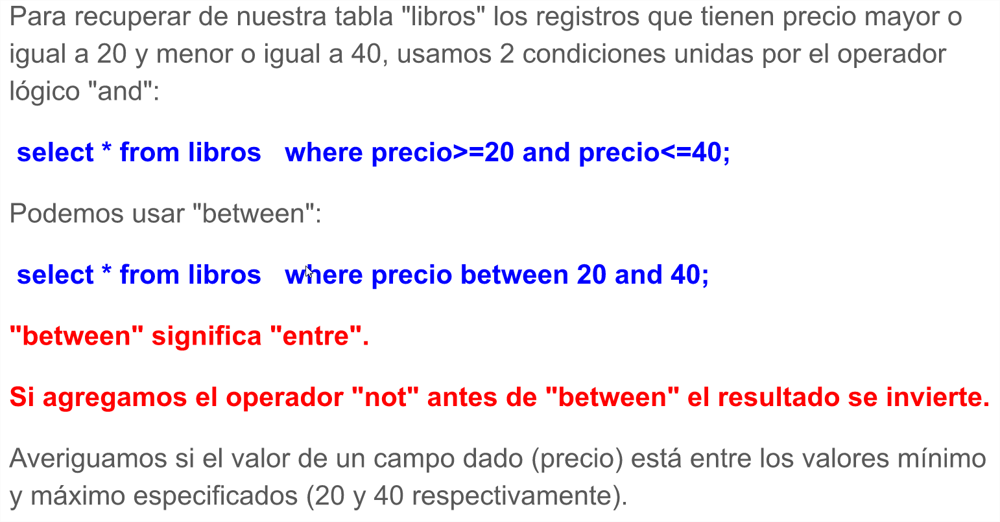 Para recuperar de nuestra tabla "libros" los registros que tienen precio mayor o
igual a 20 y menor o igual a 40, usamos 2 condiciones unidas por el operador
lógico "and":
select * from libros   where precio>=20 and precio<=40;
Podemos usar "between":
select * from libros   where precio between 20 and 40;
"between" significa "entre".
Si agregamos el operador "not" antes de "between" el resultado se invierte.
Averiguamos si el valor de un campo dado (precio) está entre los valores mínimo
y máximo especificados (20 y 40 respectivamente).